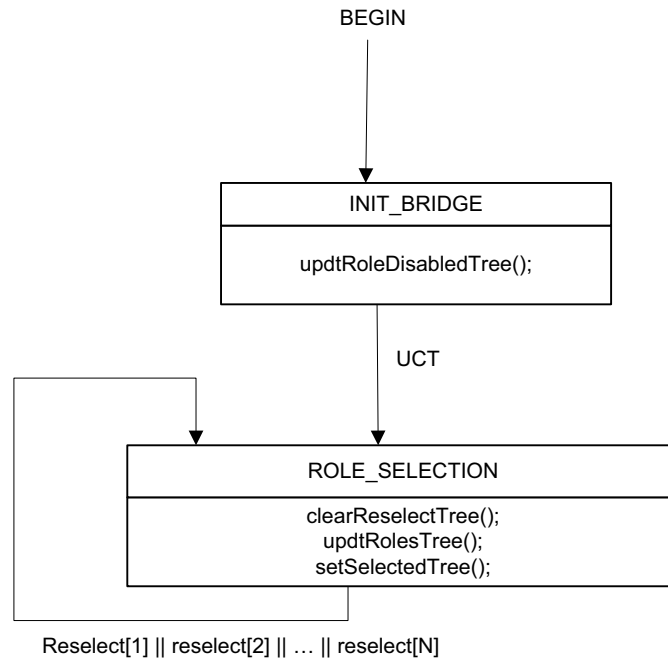 BEGIN
INIT_BRIDGE
updtRoleDisabledTree();
UCT
ROLE_SELECTION
clearReselectTree();
updtRolesTree();
setSelectedTree();
Reselect[1] || reselect[2] || … || reselect[N]